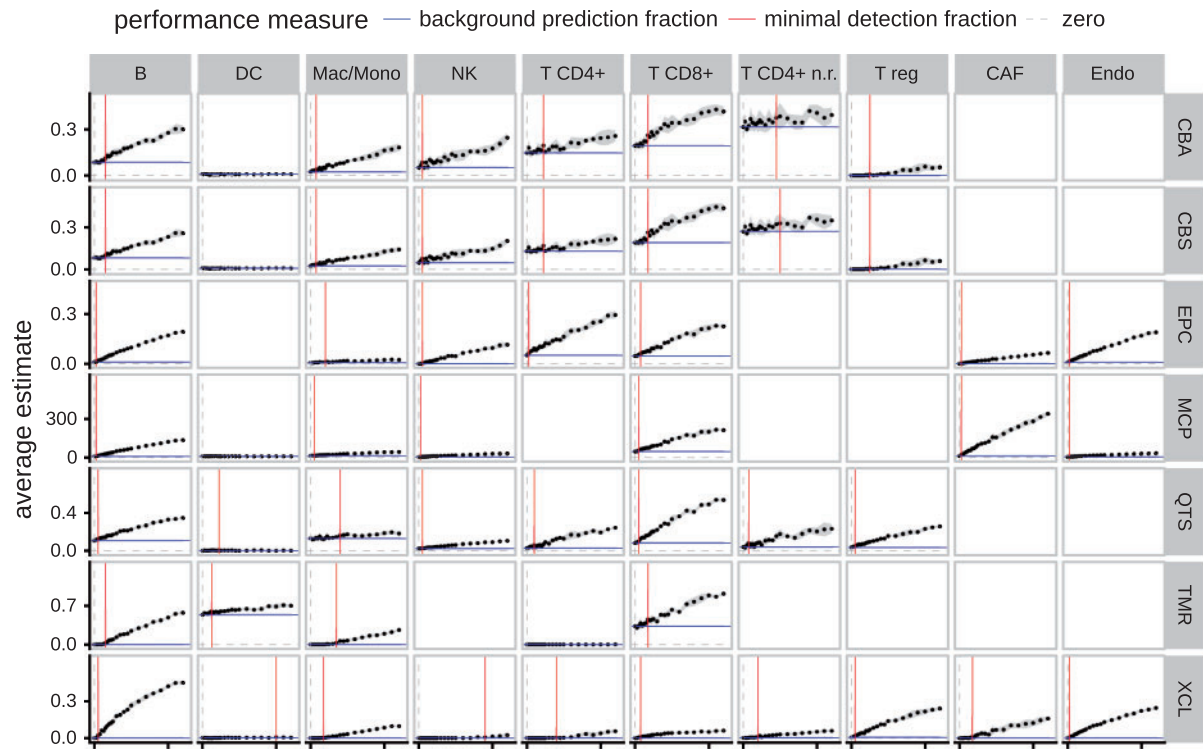 performance measure background prediction fraction minimal detection fraction zero
B DC Mac/Mono NK T CD4+ T CD8+ T CD4+ n.r. T reg CAF Endo
average estimate
0.3
0.0
CBA
0.3
0.0
CBS
0.3
0.0
EPC
300
0
MCP
0.4
0.0
QTS
0.7
0.0
TMR
0.3
0.0
XCL